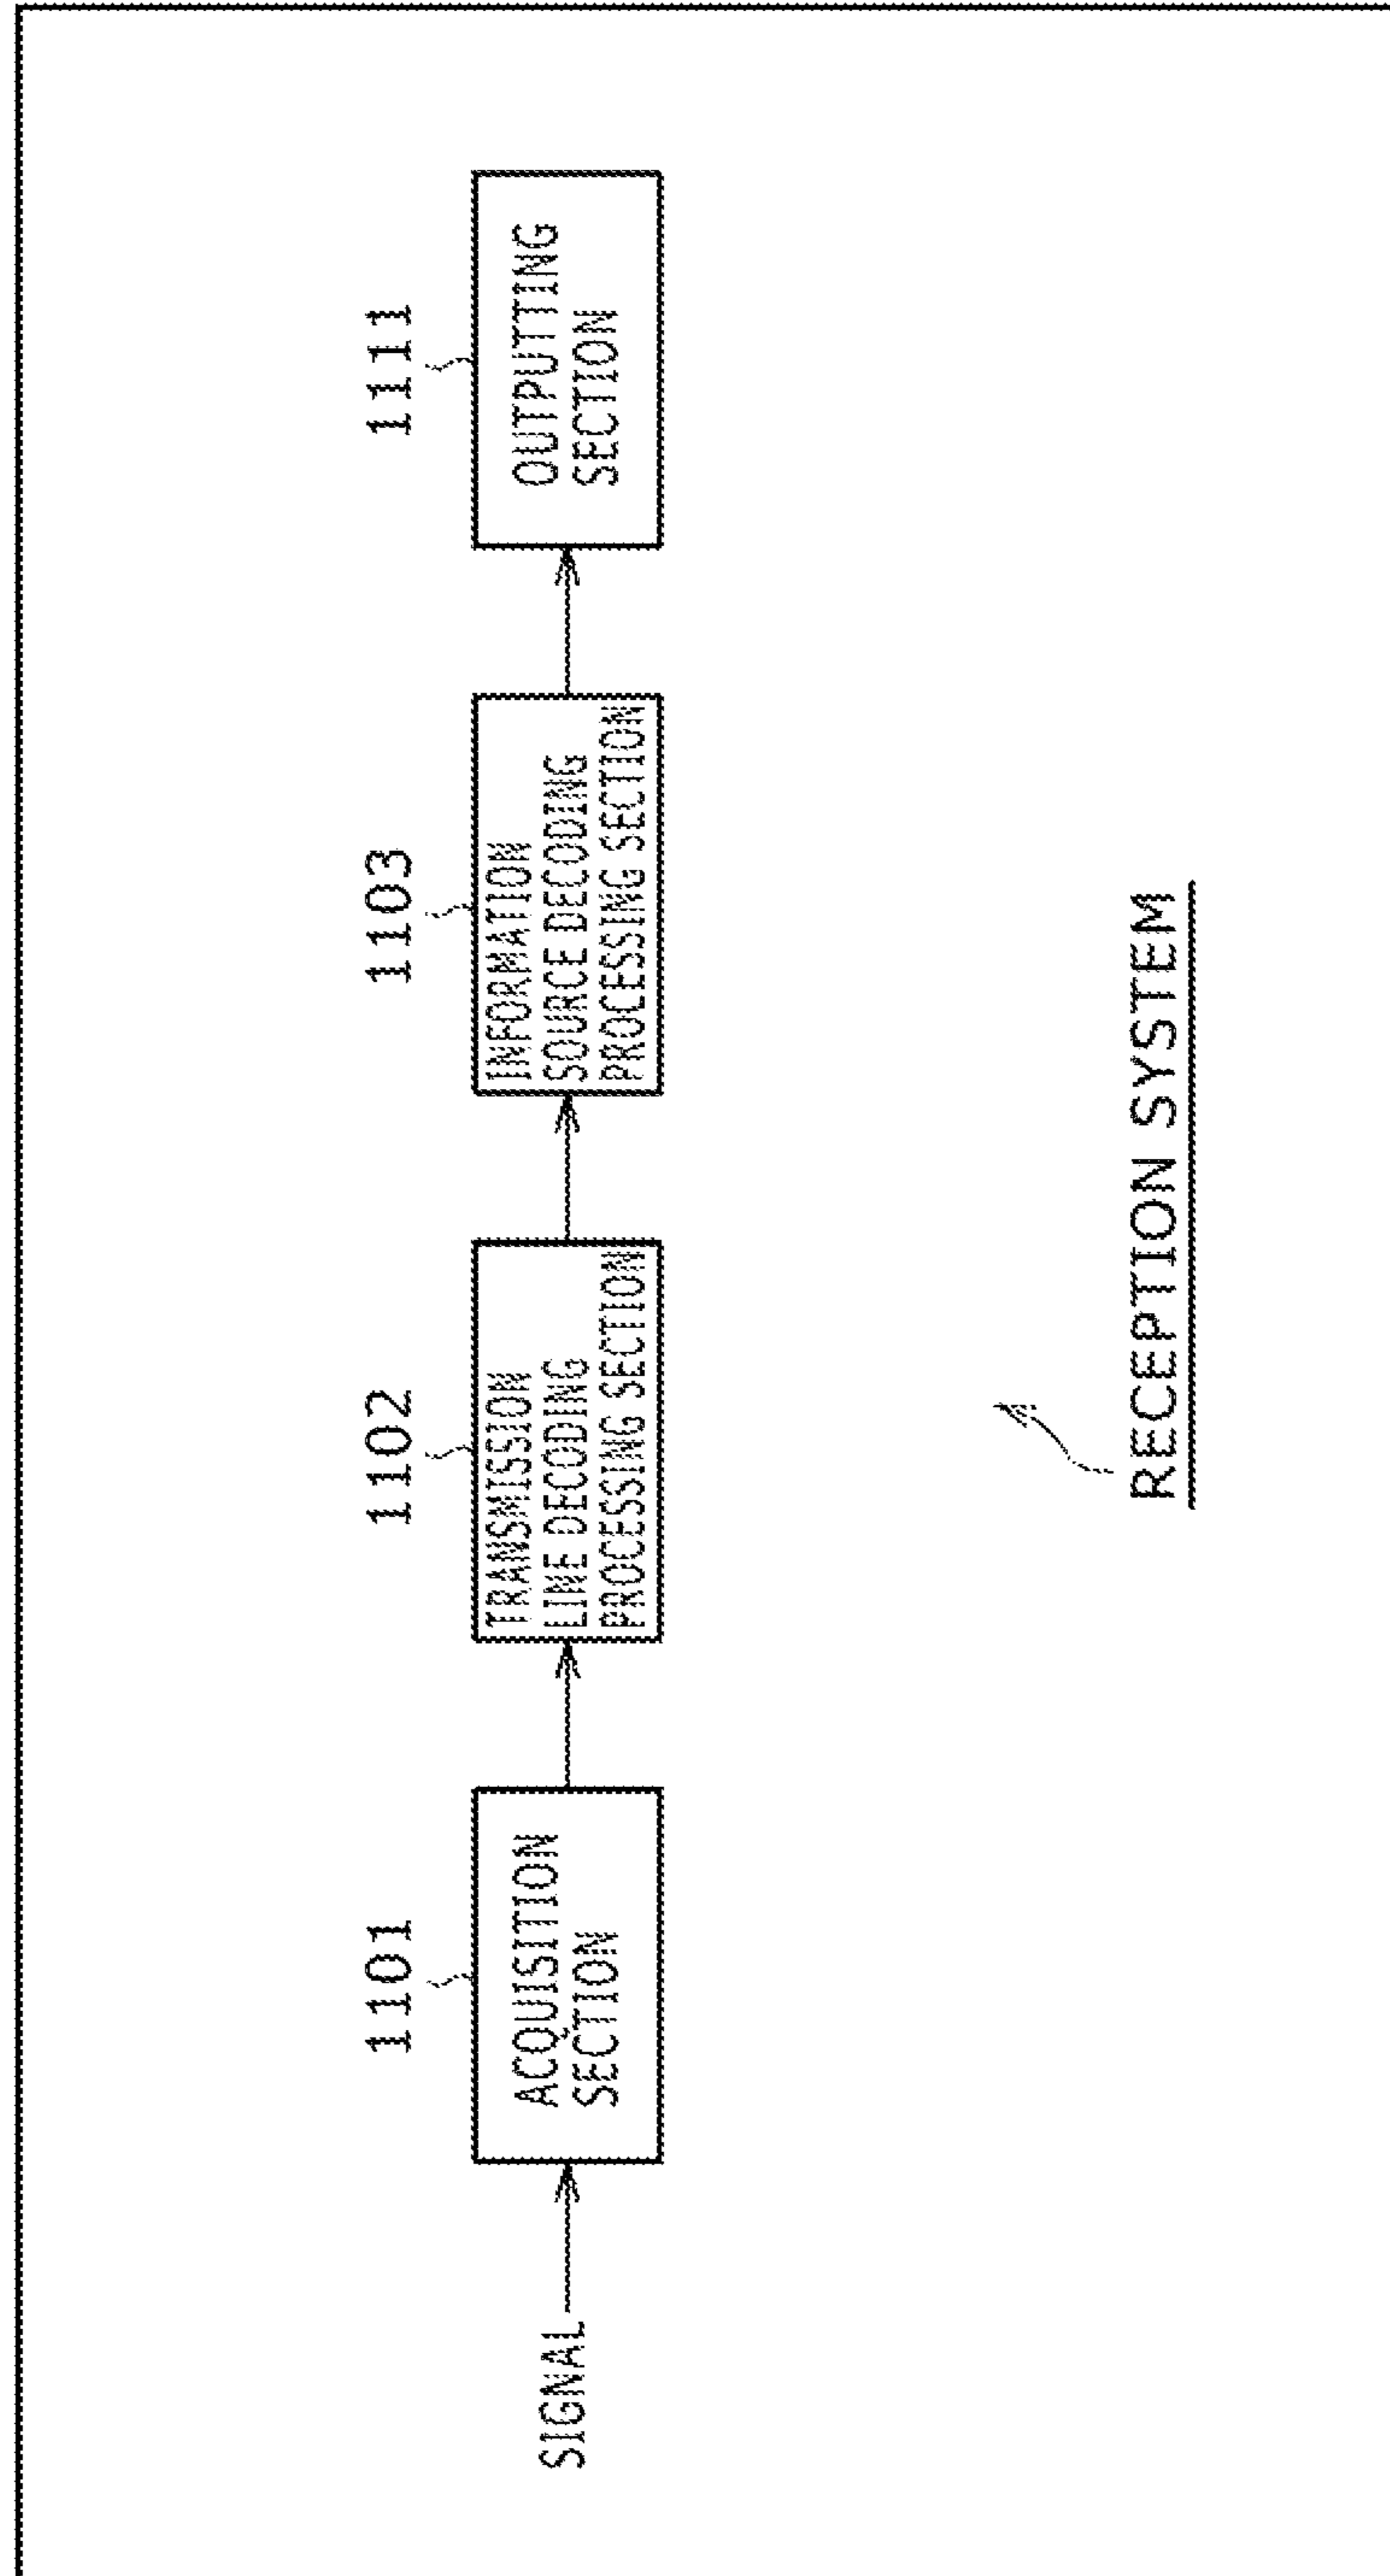 1101
1102
1103
1111
SIGNAL
ACQUISITION
SECTION
TRANSMISSION
LINE DECODING
PROCESSING SECTION
INFORMATION
SOURCE DECODING
PROCESSING SECTION
OUTPUTTING
SECTION
RECEPTION SYSTEM